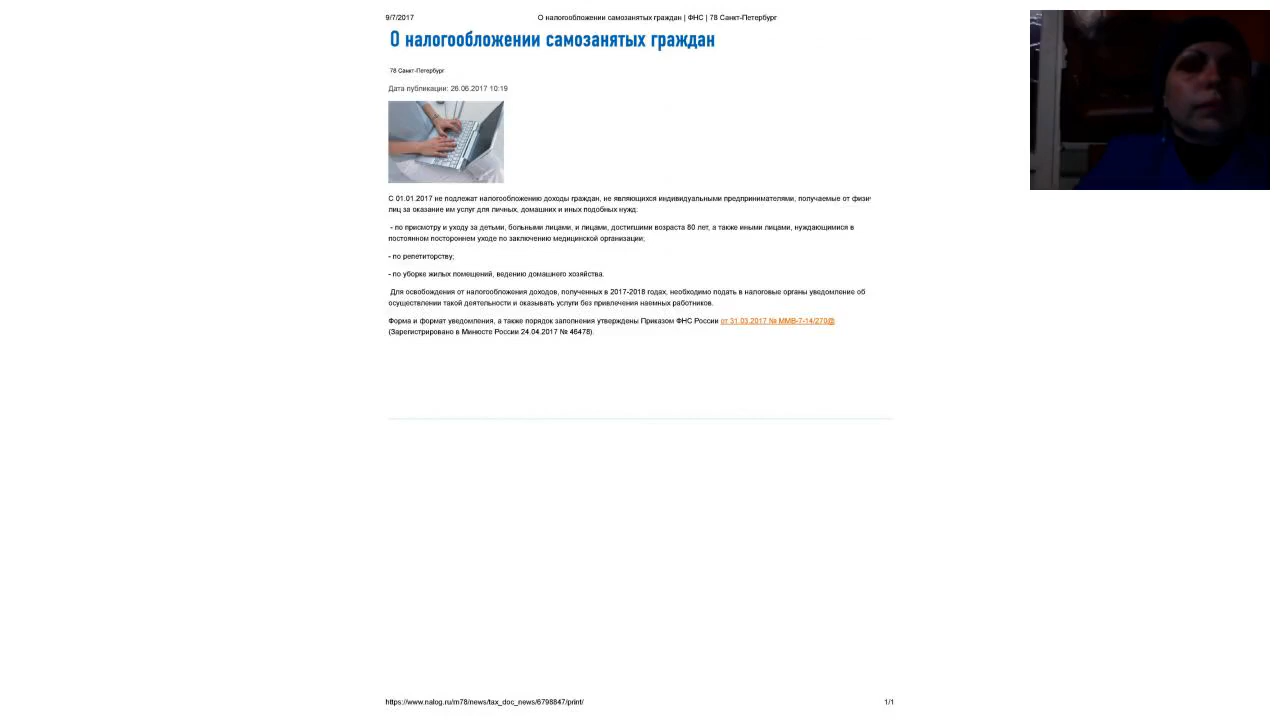 9/7/2017 О налогообложении самозанятых граждан | ФНС | 78 Санкт-Петербург
О налогообложении самозанятых граждан
78 Санкт-Петербург
Дата публикации: 26.06.2017 10:19
С 01.01.2017 не подлежат налогообложению доходы граждан, не являющихся индивидуальными предпринимателями, получаемые от физи
лиц за оказание им услуг для личных, домашних и иных подобных нужд:
- по присмотру и уходу за детьми, больными лицами, и лицами, достигшими возраста 80 лет, а также иными лицами, нуждающимися в
постоянном постороннем уходе по заключению медицинской организации;
- по репетиторству;
- по уборке жилых помещений, ведению домашнего хозяйства.
Для освобождения от налогообложения доходов, полученных в 2017-2018 годах, необходимо подать в налоговые органы уведомление об
осуществлении такой деятельности и оказывать услуги без привлечения наемных работников.
Форма и формат уведомления, а также порядок заполнения утверждены Приказом ФНС России от 31.03.2017 № ММВ-7-14/270@
(Зарегистрировано в Минюсте России 24.04.2017 № 46478).
https://www.nalog.ru/rn78/news/tax_doc_news/6798847/print/ 1/1